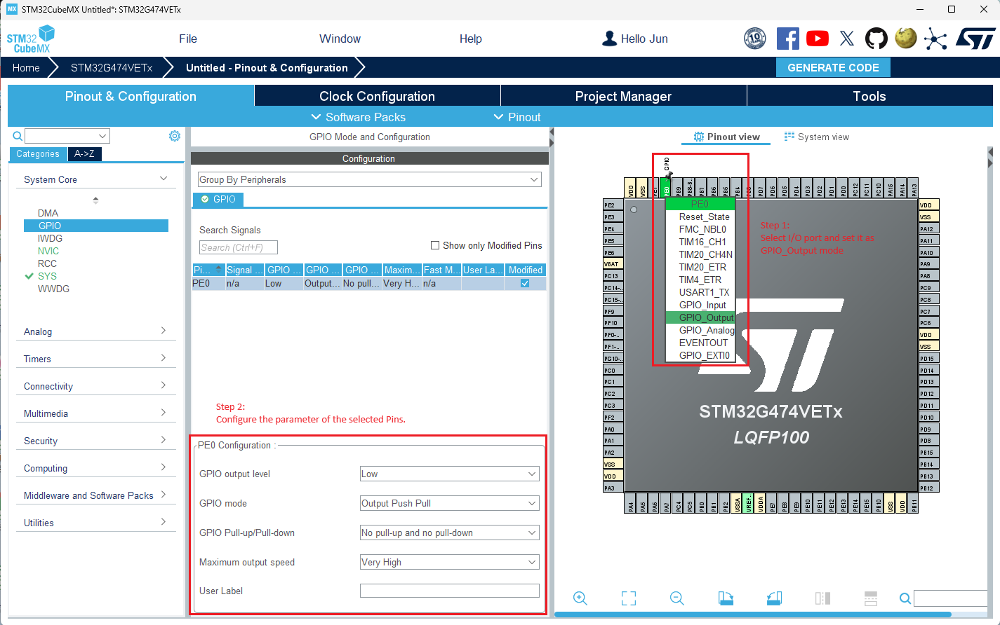 STM32CubeMX Untitled*: STM32G474VETx
STM32
CubeMX
File
Window
Help
Hello Jun
Home
STM32G474VETx
Untitled - Pinout & Configuration
GENERATE CODE
Pinout & Configuration
Clock Configuration
Project Manager
Tools
Software Packs
Pinout
Categories
A->Z
System Core
DMA
GPIO
IWDG
NVIC
RCC
SYS
WWDG
Analog
Timers
Connectivity
Multimedia
Security
Computing
Middleware and Software Packs
Utilities
GPIO Mode and Configuration
Configuration
Group By Peripherals
GPIO
Search Signals
Search (Ctrl+F)
Show only Modified Pins
Pi... Signal ... GPIO ... GPIO ... GPIO ... Maxim... Fast M... User La... Modified
PE0 n/a Low Output... No pull... Very H... n/a
Step 2:
Configure the parameter of the selected Pins.
PE0 Configuration :
GPIO output level Low
GPIO mode Output Push Pull
GPIO Pull-up/Pull-down No pull-up and no pull-down
Maximum output speed Very High
User Label
Pinout view
System view
GPIO
VDD VSS PE1 PE0 PB9 PB8-B.. PB7 PB6 PB5 PB4 PD7 PD6 PD5 PD4 PD3 PD2 PD1 PD0 PC12 PC11 PC10 PA15 PA14 PA13
PE0
Reset_State
FMC_NBL0
TIM16_CH1
TIM20_CH4N
TIM20_ETR
TIM4_ETR
USART1_TX
GPIO_Input
GPIO_Output
GPIO_Analog
EVENTOUT
GPIO_EXTI0
Step 1:
Select I/O port and set it as
GPIO_Output mode
PE2
PE3
PE4
PE5
PE6
VBAT
PC13
PC14-..
PC15-..
PF9
PF10
PF0-..
PF1-..
PG10-..
PC0
PC1
PC2
PC3
PF2
PA0
PA1
PA2
VSS
VDD
PA3
STM32G474VETx
LQFP100
VDD
VSS
PA12
PA11
PA10
PA9
PA8
PC9
PC8
PC7
PC6
VDD
VSS
PD15
PD14
PD13
PD12
PD11
PD10
PD9
PD8
PB15
PB14
PB13
PB12
PA4 PA5 PA6 PA7 PC4 PC5 PB0 PB1 PB2 VSSA VREF.. VDDA PE7 PE8 PE9 PE10 PE11 PE12 PE13 PE14 PE15 PB10 VSS VDD PB11